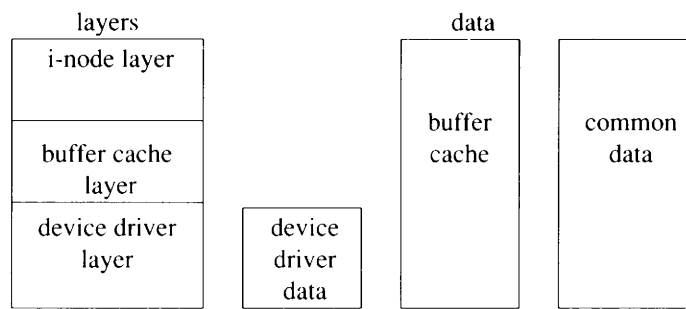 layers
data
i-node layer
buffer cache
layer
device driver
layer
device
driver
data
buffer
cache
common
data